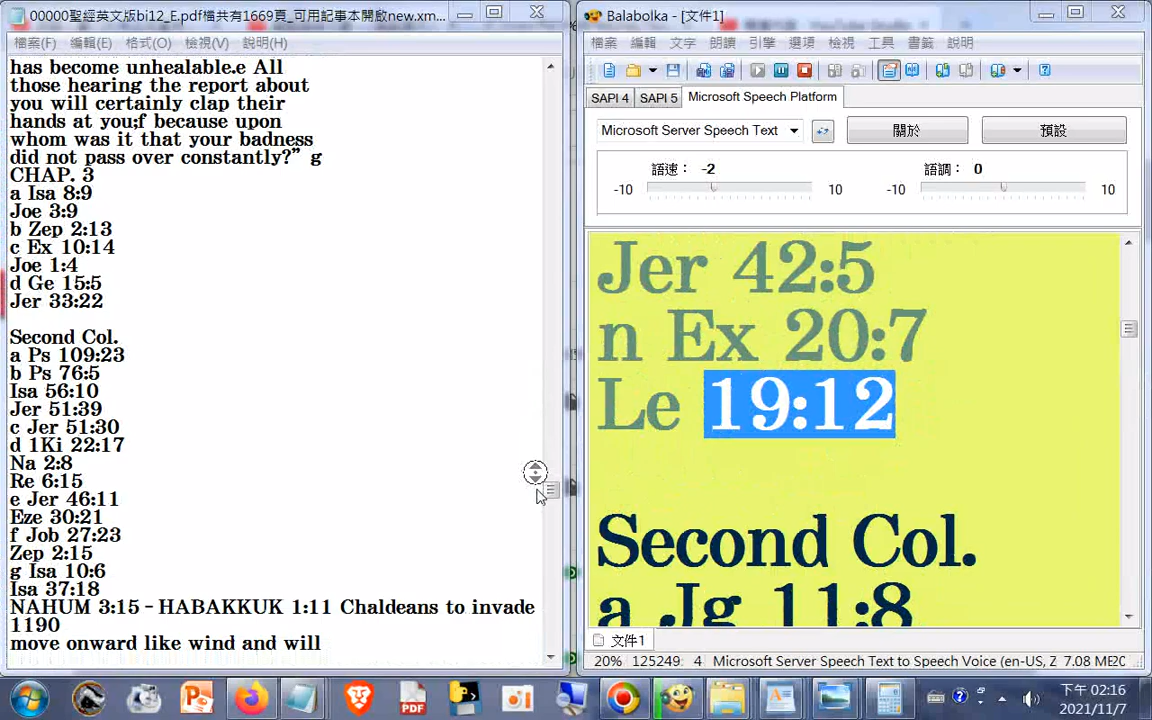 00000聖經英文版bi12_E.pdf檔共有1669頁_可用記事本開啟new.xm...
檔案(F) 編輯(E) 格式(O) 檢視(V) 說明(H)
has become unhealable.e All
those hearing the report about
you will certainly clap their
hands at you;f because upon
whom was it that your badness
did not pass over constantly?” g
CHAP. 3
a Isa 8:9
Joe 3:9
b Zep 2:13
c Ex 10:14
Joe 1:4
d Ge 15:5
Jer 33:22
Second Col.
a Ps 109:23
b Ps 76:5
Isa 56:10
Jer 51:39
c Jer 51:30
d 1Ki 22:17
Na 2:8
Re 6:15
e Jer 46:11
Eze 30:21
f Job 27:23
Zep 2:15
g Isa 10:6
Isa 37:18
NAHUM 3:15–HABAKKUK 1:11 Chaldeans to invade
1190
move onward like wind and will
Balabolka - [文件1]
檔案 編輯 文字 朗讀 引擎 選項 檢視 工具 書籤 說明
SAPI 4 SAPI 5 Microsoft Speech Platform
Microsoft Server Speech Text 關於 預設
語速： -2 語調： 0
-10 10 -10 10
Jer 42:5
n Ex 20:7
Le 19:12
Second Col.
a Jg 11:8
文件1
20% 125249: 4 Microsoft Server Speech Text to Speech Voice (en-US, Z 7.08 ME2C
PDF
下午 02:16
2021/11/7